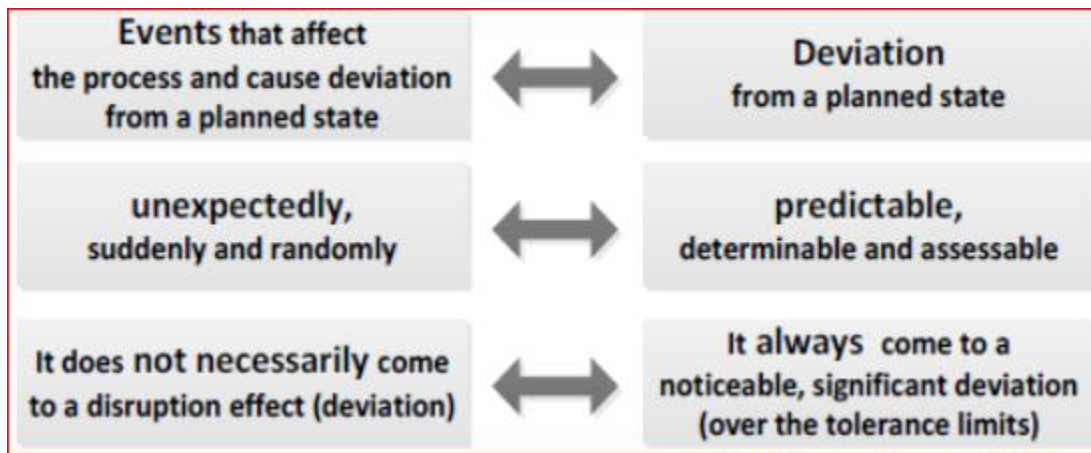 Events that affect
the process and cause deviation
from a planned state
Deviation
from a planned state
unexpectedly,
suddenly and randomly
predictable,
determinable and assessable
It does not necessarily come
to a disruption effect (deviation)
It always come to a
noticeable, significant deviation
(over the tolerance limits)